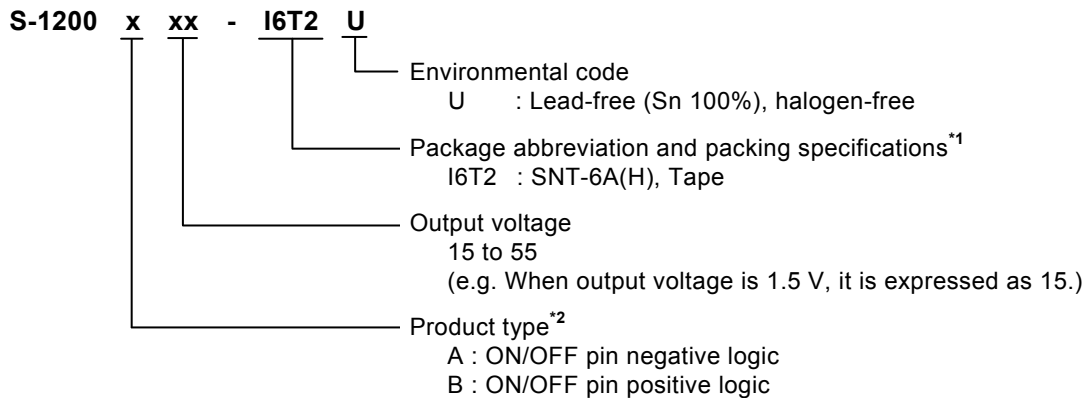 S-1200 x xx - I6T2 U
Environmental code
U : Lead-free (Sn 100%), halogen-free
Package abbreviation and packing specifications*1
I6T2 : SNT-6A(H), Tape
Output voltage
15 to 55
(e.g. When output voltage is 1.5 V, it is expressed as 15.)
Product type*2
A : ON/OFF pin negative logic
B : ON/OFF pin positive logic